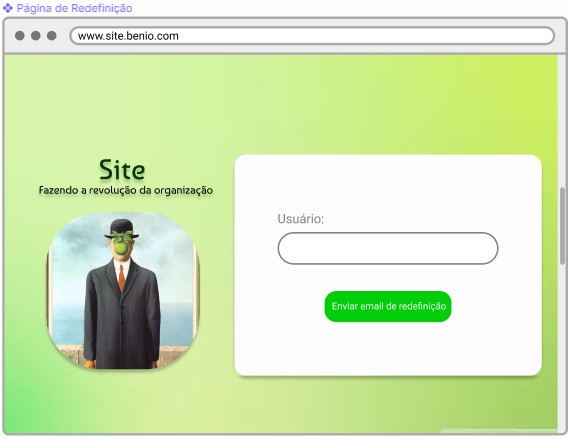 Página de Redefinição
www.site.benio.com
Site
Fazendo a revolução da organização
Usuário:
Enviar email de redefinição